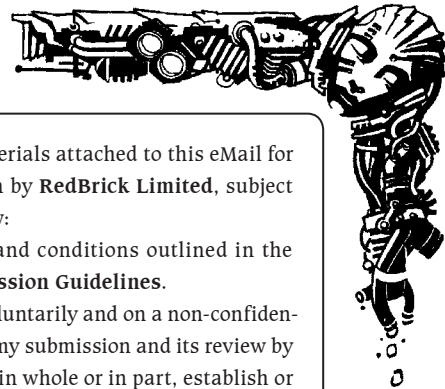 erials attached to this eMail for
n by RedBrick Limited, subject
y:
and conditions outlined in the
ssion Guidelines.
luntarily and on a non-confiden-
my submission and its review by
in whole or in part, establish or